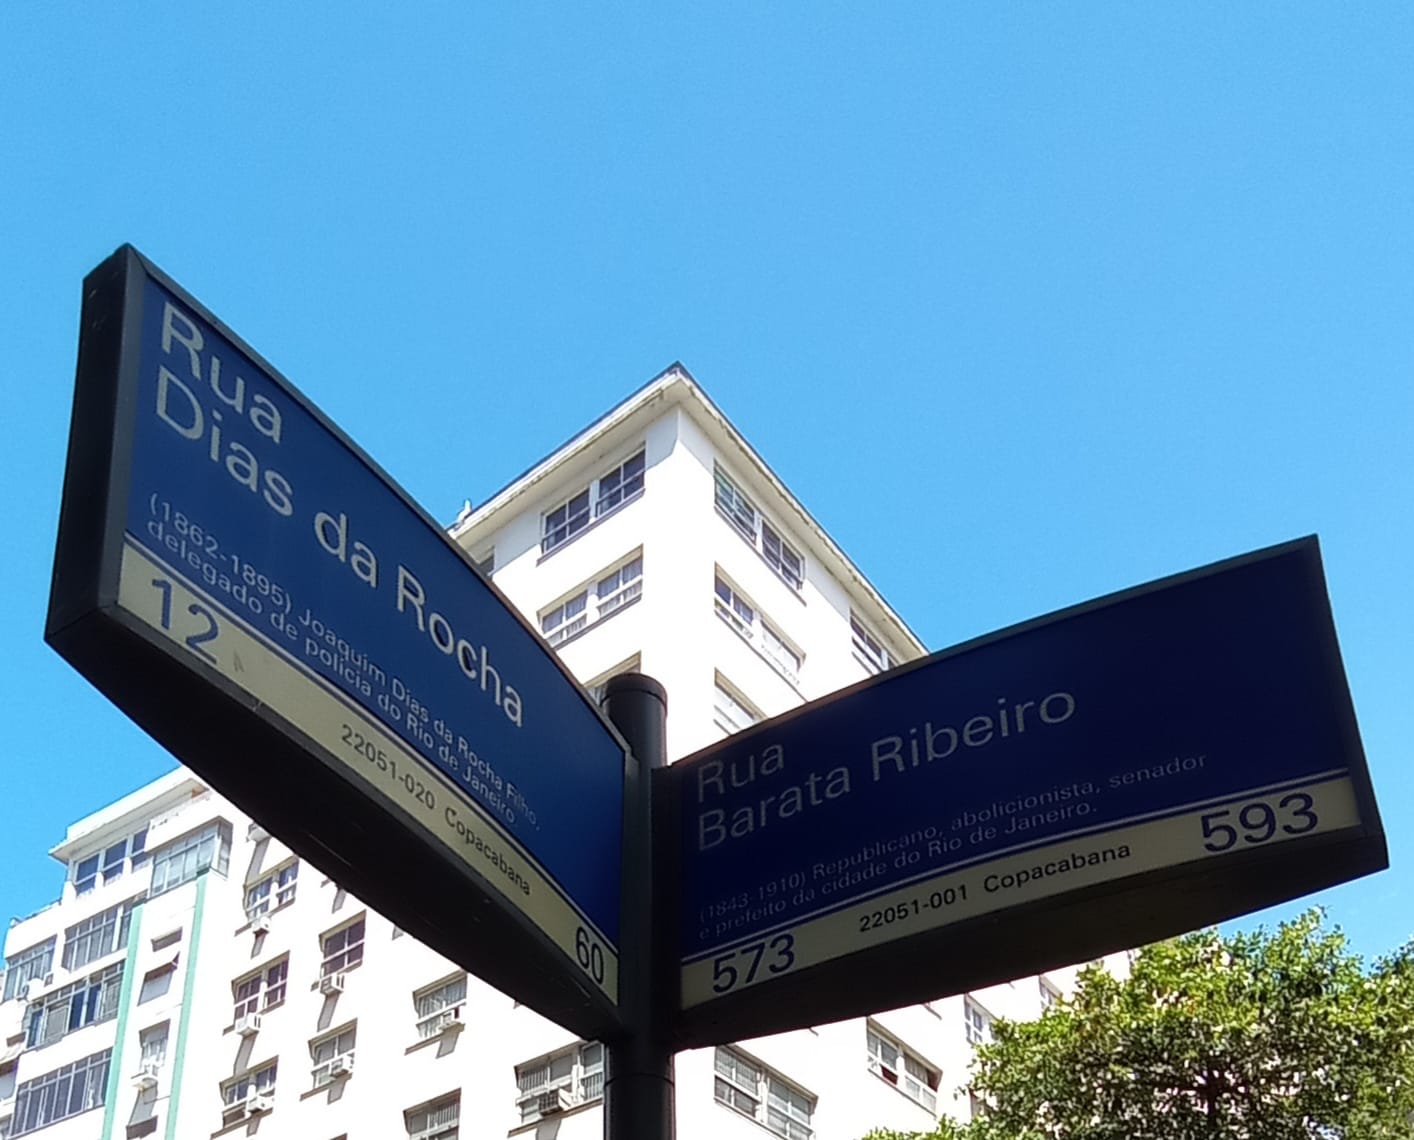 Rua
Dias da Rocha
(1862-1895) Joaquim Dias da Rocha Filho,
delegado de polícia do Rio de Janeiro.
12 22051-020 Copacabana 60
Rua
Barata Ribeiro
(1843-1910) Republicano, abolicionista, senador
e prefeito da cidade do Rio de Janeiro.
573 22051-001 Copacabana 593